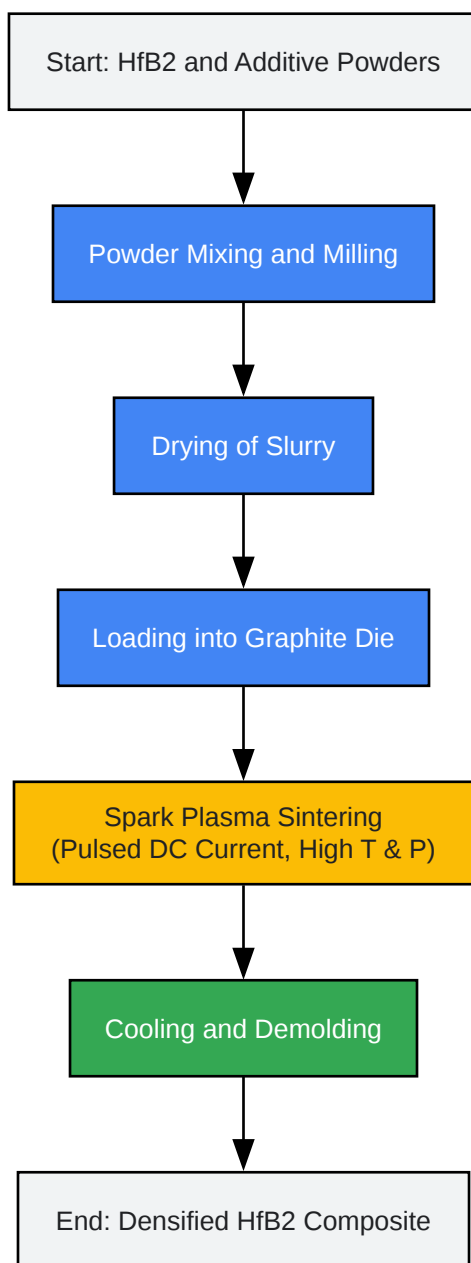 Start: HfB2 and Additive Powders
Powder Mixing and Milling
Drying of Slurry
Loading into Graphite Die
Spark Plasma Sintering
(Pulsed DC Current, High T & P)
Cooling and Demolding
End: Densified HfB2 Composite